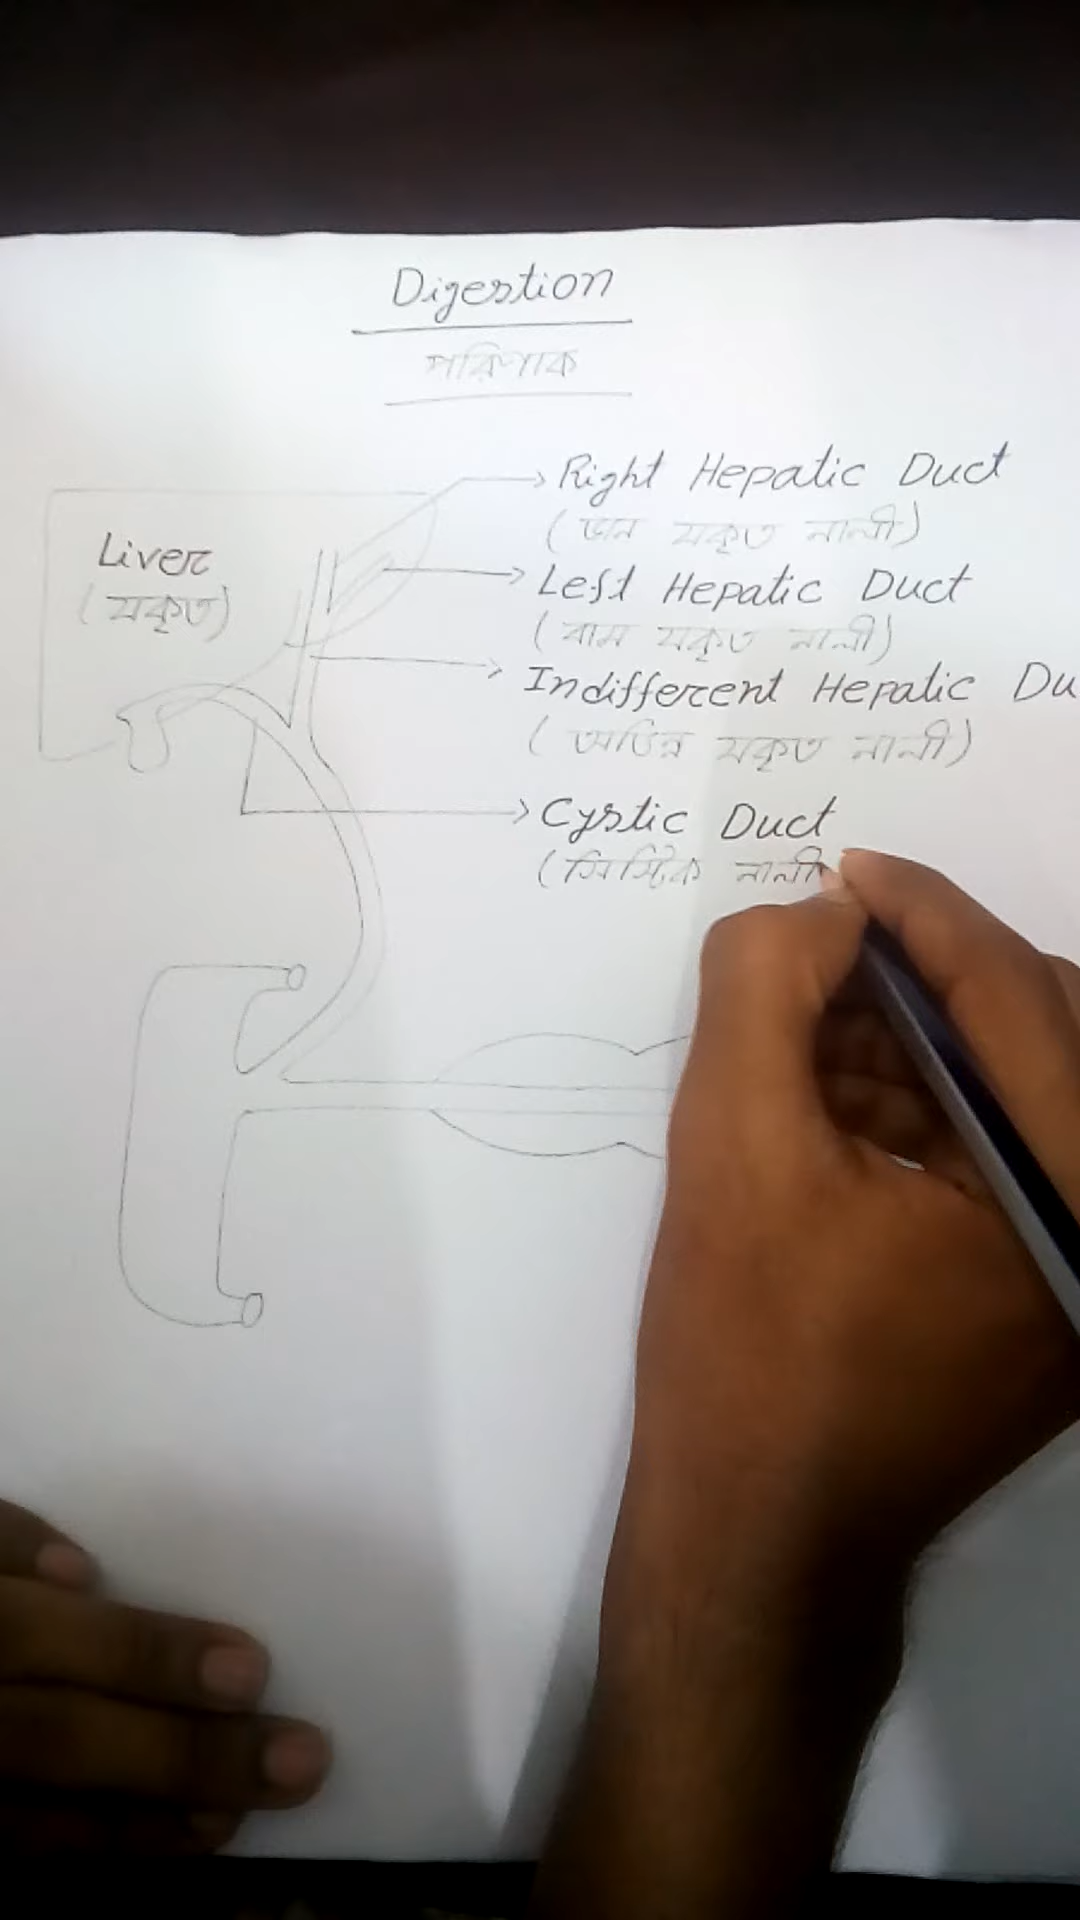 Digestion
পরিপাক
Right Hepatic Duct
(ডান যকৃত নালী)
Liver
(যকৃত)
Left Hepatic Duct
(বাম যকৃত নালী)
Indifferent Hepatic Du
(অভিন্ন যকৃত নালী)
Cystic Duct
(সিস্টিক নালী